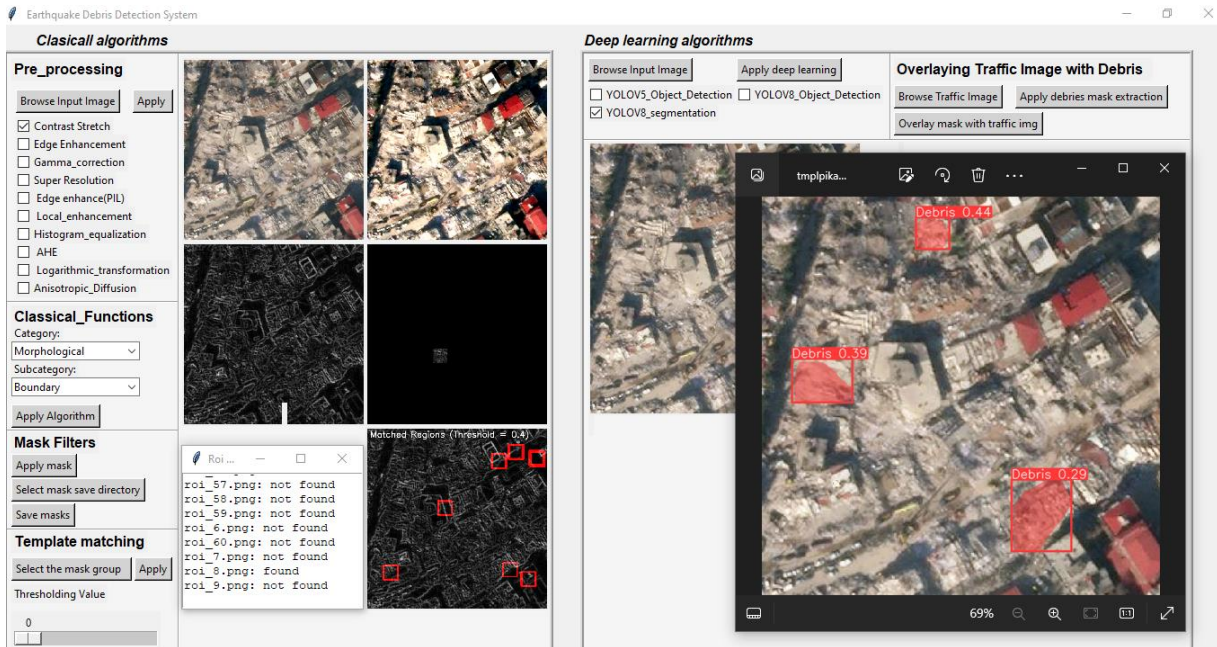 Earthquake Debris Detection System
Clasicall algorithms
Pre_processing
Browse Input Image
Apply
Contrast Stretch
Edge Enhancement
Gamma_correction
Super Resolution
Edge enhance(PIL)
Local_enhancement
Histogram_equalization
AHE
Logarithmic_transformation
Anisotropic_Diffusion
Classical_Functions
Category:
Morphological
Subcategory:
Boundary
Apply Algorithm
Mask Filters
Apply mask
Select mask save directory
Save masks
Template matching
Select the mask group
Apply
Thresholding Value
0
Roi ...
roi_57.png: not found
roi_58.png: not found
roi_59.png: not found
roi_6.png: not found
roi_60.png: not found
roi_7.png: not found
roi_8.png: found
roi_9.png: not found
Matched Regions (Threshold = 0.4)
Deep learning algorithms
Browse Input Image
Apply deep learning
YOLOV5_Object_Detection
YOLOV8_Object_Detection
YOLOV8_segmentation
Overlaying Traffic Image with Debris
Browse Traffic Image
Apply debries mask extraction
Overlay mask with traffic img
tmplpika...
Debris 0.44
Debris 0.39
Debris 0.29
69%
1:1